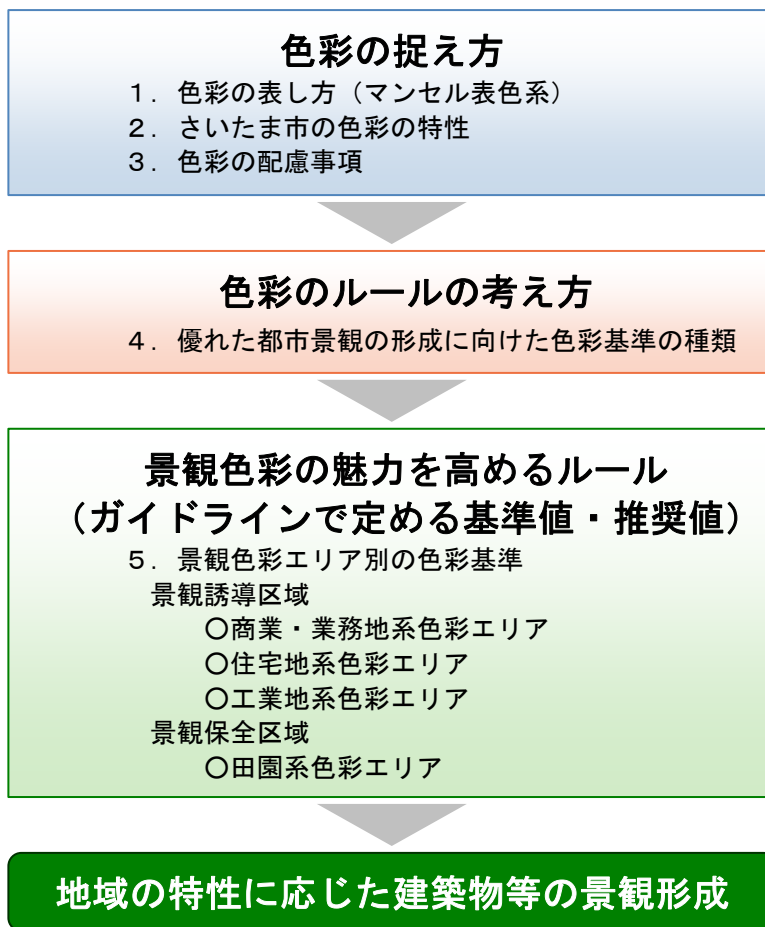 色彩の捉え方
１．色彩の表し方（マンセル表色系）
２．さいたま市の色彩の特性
３．色彩の配慮事項
色彩のルールの考え方
４．優れた都市景観の形成に向けた色彩基準の種類
景観色彩の魅力を高めるルール
（ガイドラインで定める基準値・推奨値）
５．景観色彩エリア別の色彩基準
景観誘導区域
〇商業・業務地系色彩エリア
〇住宅地系色彩エリア
〇工業地系色彩エリア
景観保全区域
〇田園系色彩エリア
地域の特性に応じた建築物等の景観形成